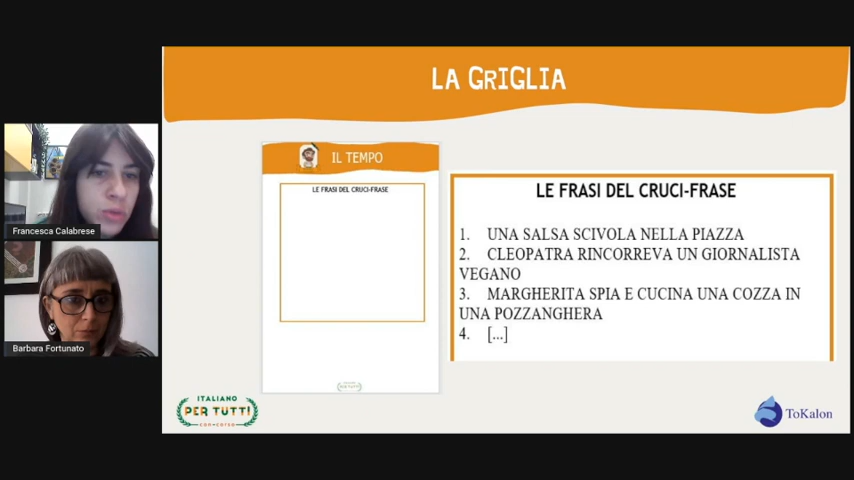 LA GRIGLIA
Francesca Calabrese
Barbara Fortunato
IL TEMPO
LE FRASI DEL CRUCI-FRASE
LE FRASI DEL CRUCI-FRASE
1. UNA SALSA SCIVOLA NELLA PIAZZA
2. CLEOPATRA RINCORREVA UN GIORNALISTA
VEGANO
3. MARGHERITA SPIA E CUCINA UNA COZZA IN
UNA POZZANGHERA
4. [...]
ITALIANO
PER TUTTI
con-corso
ToKalon